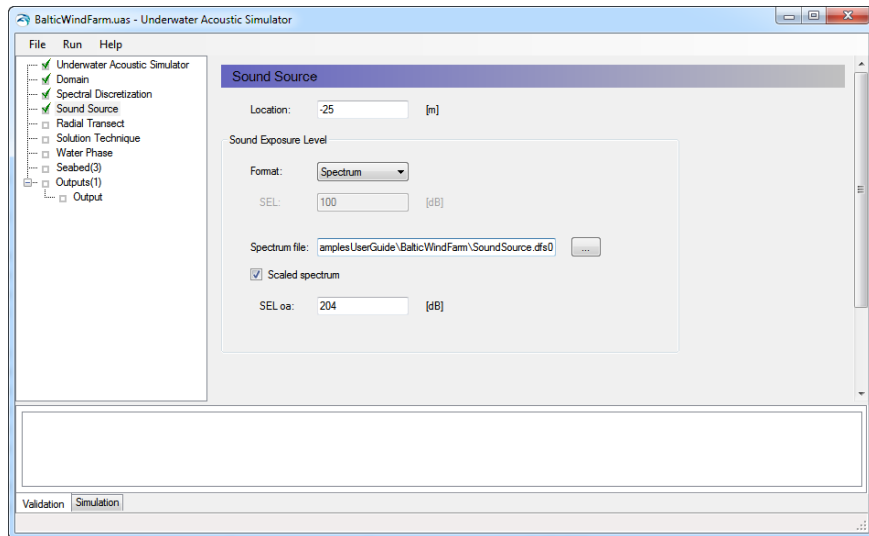 BalticWindFarm.uas - Underwater Acoustic Simulator
File Run Help
Underwater Acoustic Simulator
Domain
Spectral Discretization
Sound Source
Radial Transect
Solution Technique
Water Phase
Seabed(3)
Outputs(1)
Output
Sound Source
Location: -25 [m]
Sound Exposure Level
Format: Spectrum
SEL: 100 [dB]
Spectrum file: amplesUserGuide\BalticWindFarm\SoundSource.dfs0 ...
Scaled spectrum
SEL oa: 204 [dB]
Validation Simulation